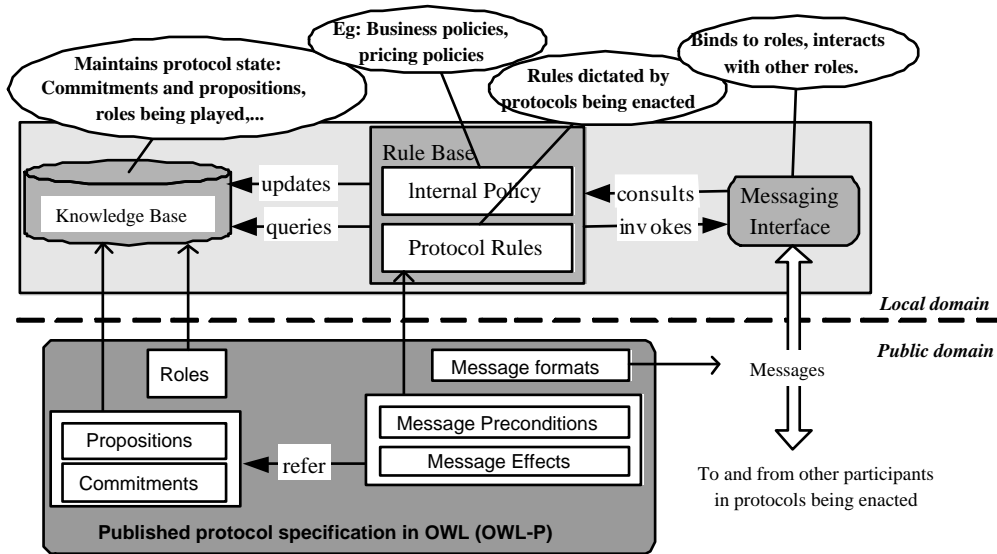 Eg: Business policies,
pricing policies
Binds to roles, interacts
with other roles.
Maintains protocol state:
Commitments and propositions,
roles being played,...
Rules dictated by
protocols being enacted
Rule Base
Internal Policy
Protocol Rules
updates
queries
Knowledge Base
consults
invokes
Messaging
Interface
Local domain
Public domain
Roles
Message formats
Messages
Propositions
Commitments
refer
Message Preconditions
Message Effects
To and from other participants
in protocols being enacted
Published protocol specification in OWL (OWL-P)